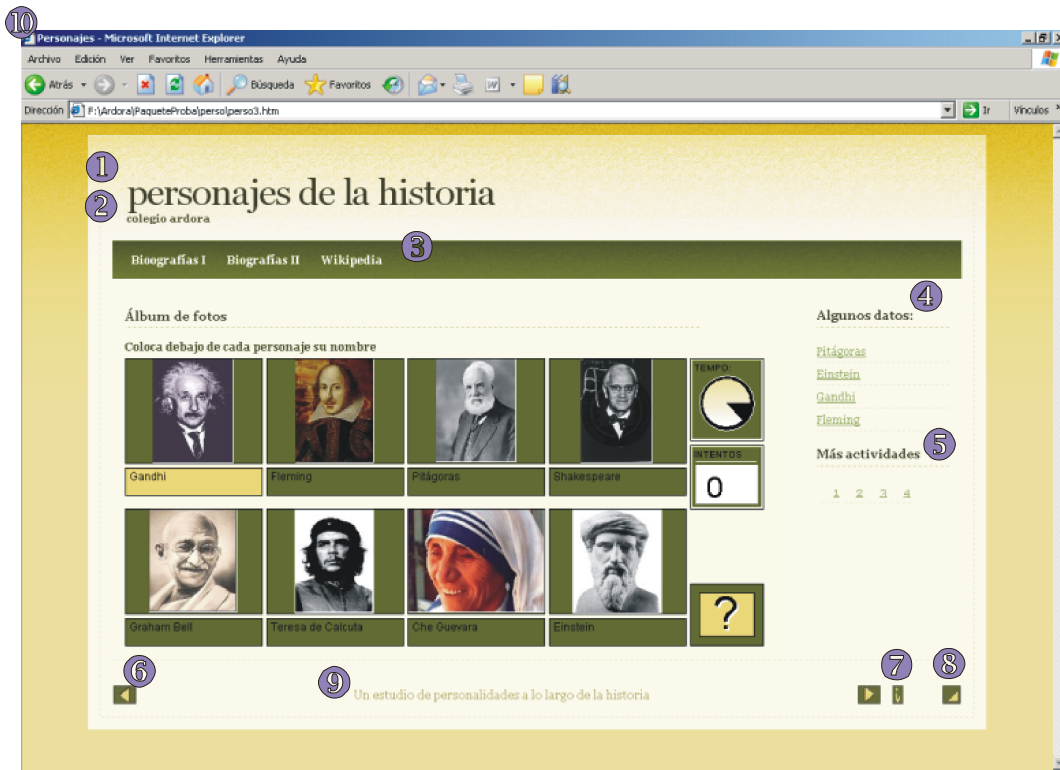 10
Personajes - Microsoft Internet Explorer
Archivo Edición Ver Favoritos Herramientas Ayuda
Atrás Búsqueda Favoritos
Dirección F:\Ardora\PaqueteProba\perso\perso3.htm Ir Vínculos »
1
personajes de la historia
2
colegio ardora
3
Bioografías I Biografías II Wikipedia
4
Álbum de fotos
Algunos datos:
Coloca debajo de cada personaje su nombre
TEMPO:
Pitágoras
Einstein
Gandhi
Fleming
5
Más actividades
INTENTOS
0
Gandhi Fleming Pitágoras Shakespeare
1 2 3 4
?
Graham Bell Teresa de Calcuta Che Guevara Einstein
6 7 8
9
Un estudio de personalidades a lo largo de la historia
i